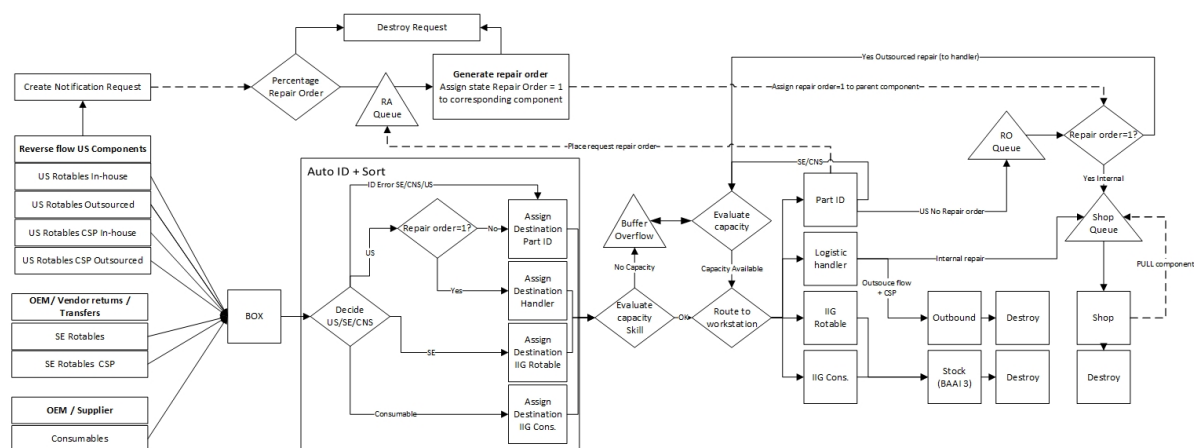 Destroy Request
Yes Outsourced repair (to handler)
Create Notification Request
Percentage
Repair Order
RA
Queue
Generate repair order
Assign state Repair Order = 1
to corresponding component
Assign repair order=1 to parent component
RO
Queue
Repair order=1?
Reverse flow US Components
US Rotables In-house
US Rotables Outsourced
US Rotables CSP In-house
US Rotables CSP Outsourced
OEM/ Vendor returns /
Transfers
SE Rotables
SE Rotables CSP
OEM / Supplier
Consumables
BOX
Place request repair order
Auto ID + Sort
ID Error SE/CNS/US
US
Repair order=1?
No
Yes
Decide
US/SE/CNS
SE
Consumable
Assign
Destination
Part ID
Assign
Destination
Handler
Assign
Destination
IIG Rotable
Assign
Destination
IIG Cons.
Buffer
Overflow
No Capacity
Evaluate
capacity
Skill
OK
Evaluate
capacity
Capacity Available
Route to
workstation
SE/CNS
Part ID
US No Repair order
Logistic
handler
Internal repair
Outsouce flow
+ CSP
IIG
Rotable
IIG Cons.
Outbound
Destroy
Stock
(BAAI 3)
Destroy
Yes Internal
Shop
Queue
PULL component
Shop
Destroy